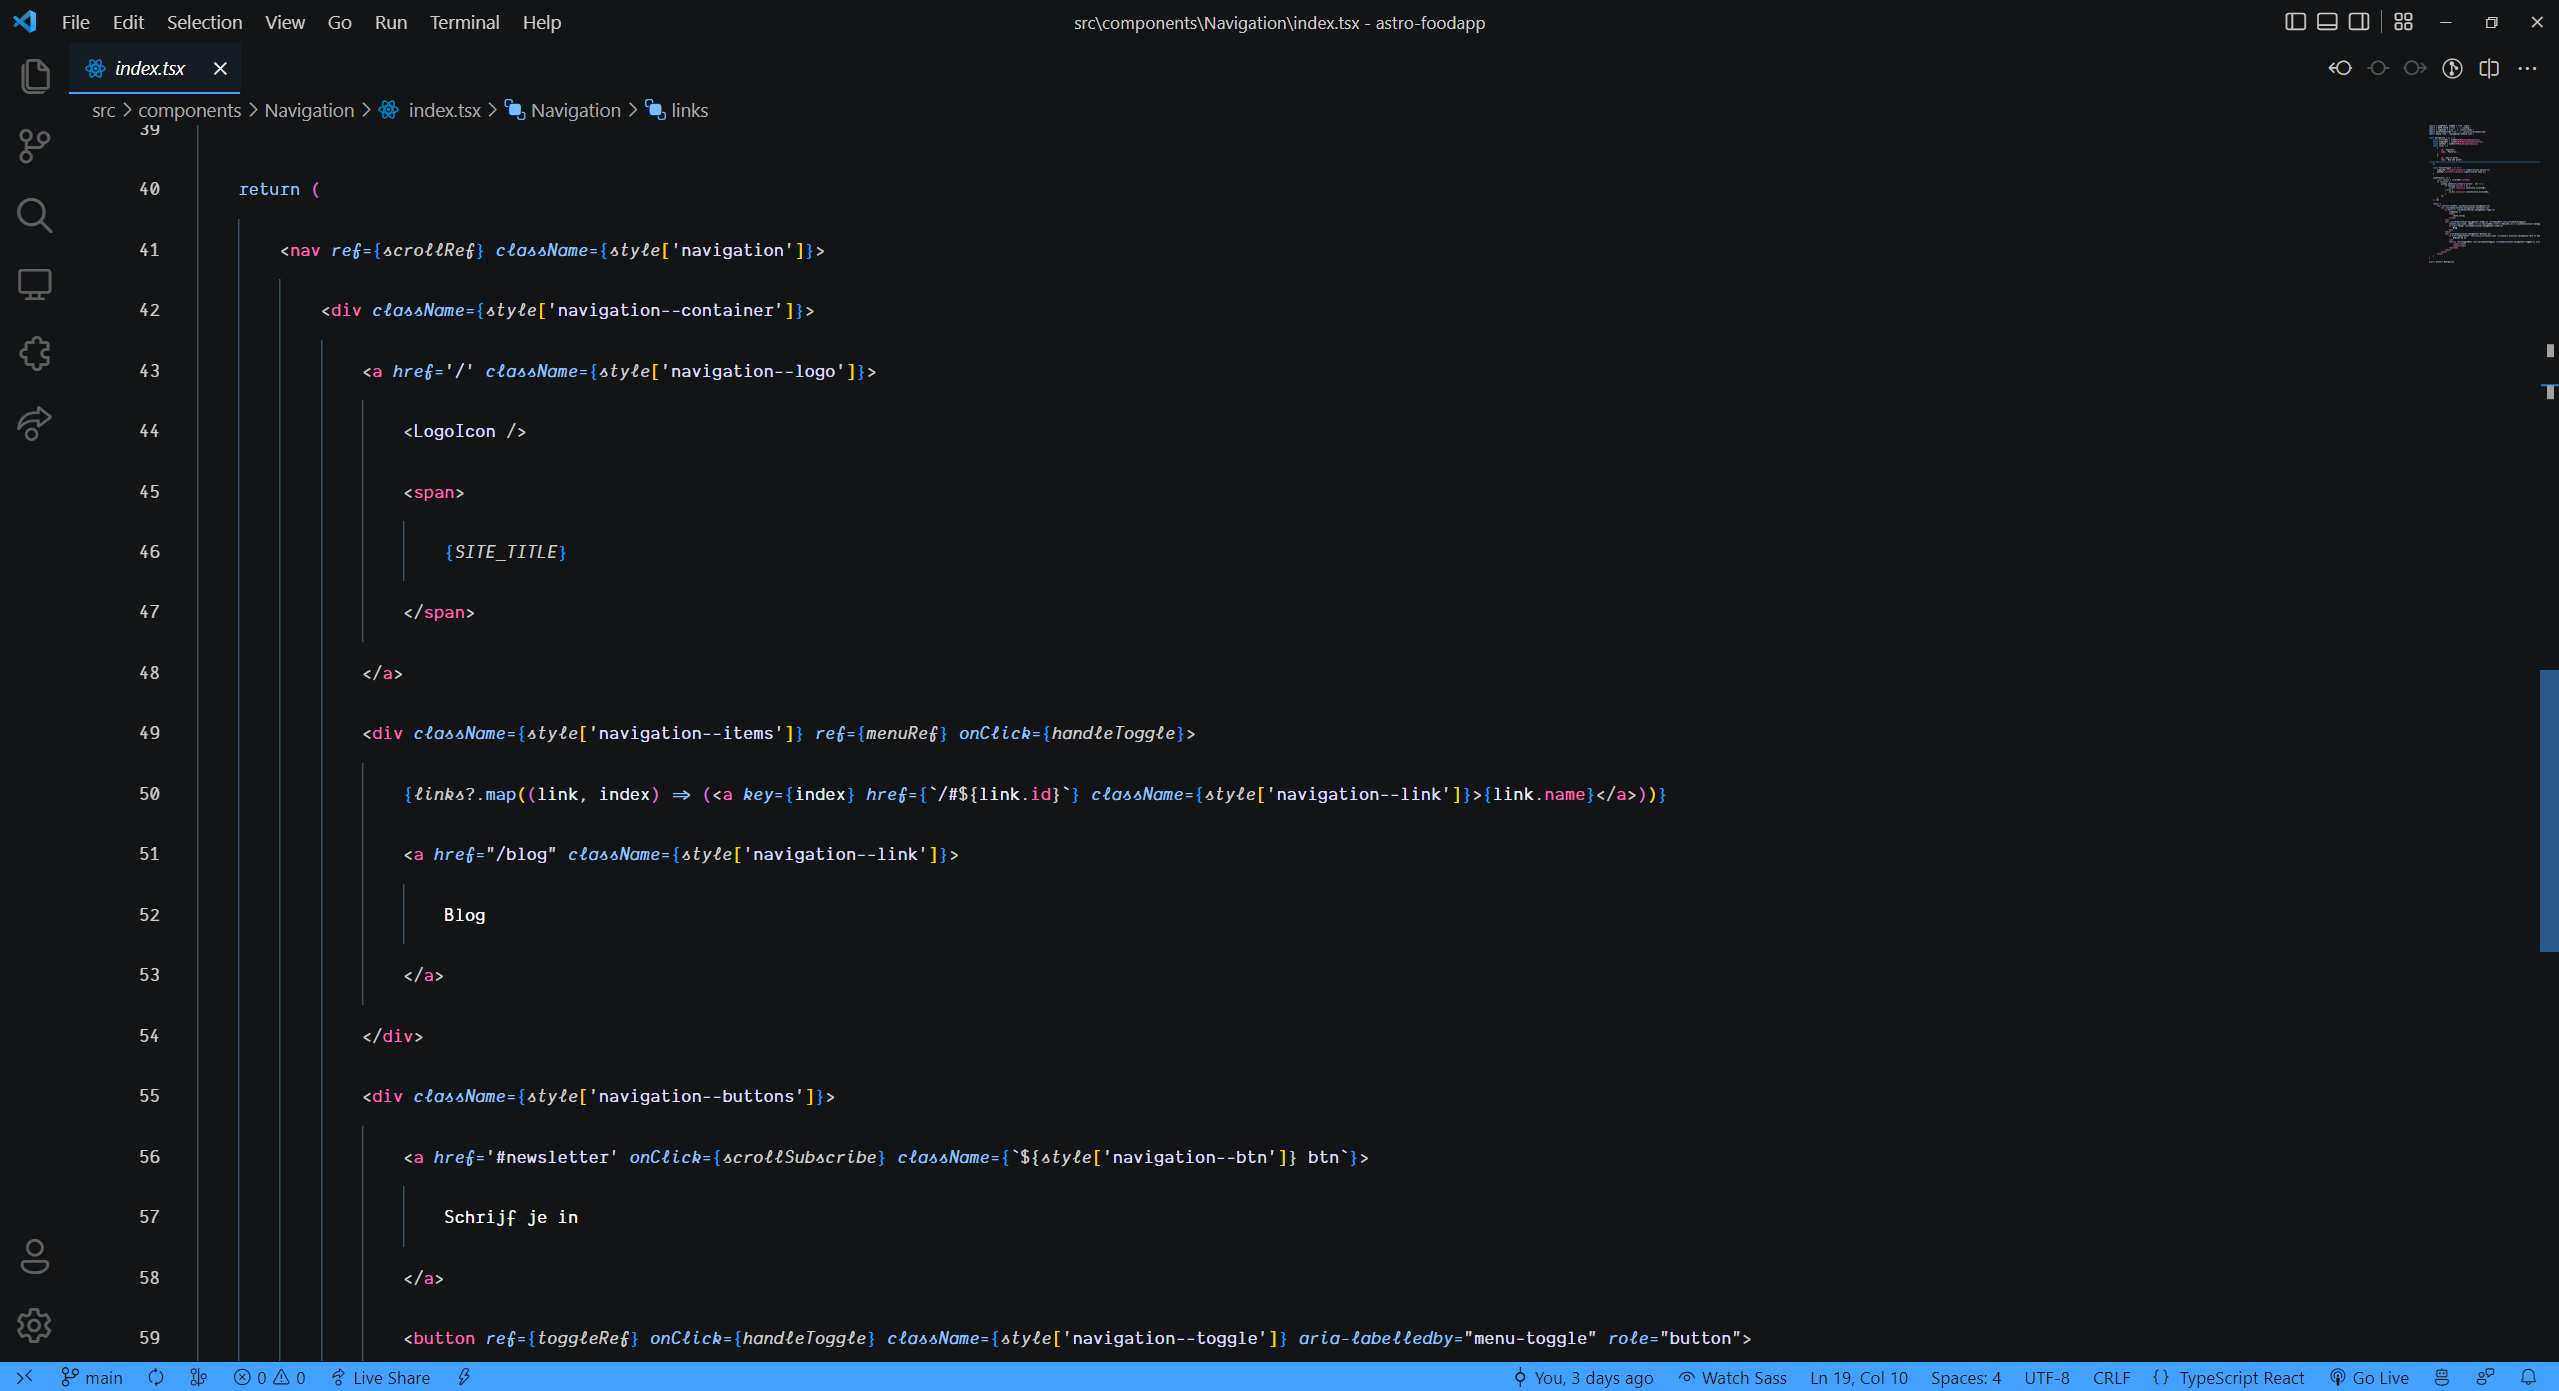 File Edit Selection View Go Run Terminal Help
src\components\Navigation\index.tsx - astro-foodapp
index.tsx
src > components > Navigation > index.tsx > Navigation > links
39
40 return (
41 <nav ref={scrollRef} className={style['navigation']}>
42 <div className={style['navigation--container']}>
43 <a href='/' className={style['navigation--logo']}>
44 <LogoIcon />
45 <span>
46 {SITE_TITLE}
47 </span>
48 </a>
49 <div className={style['navigation--items']} ref={menuRef} onClick={handleToggle}>
50 {links?.map((link, index) => (<a key={index} href={`/#${link.id}`} className={style['navigation--link']}>{link.name}</a>))}
51 <a href="/blog" className={style['navigation--link']}>
52 Blog
53 </a>
54 </div>
55 <div className={style['navigation--buttons']}>
56 <a href='#newsletter' onClick={scrollSubscribe} className={`${style['navigation--btn']} btn`}>
57 Schrijf je in
58 </a>
59 <button ref={toggleRef} onClick={handleToggle} className={style['navigation--toggle']} aria-labelledby="menu-toggle" role="button">
main 0 0 Live Share You, 3 days ago Watch Sass Ln 19, Col 10 Spaces: 4 UTF-8 CRLF {} TypeScript React Go Live